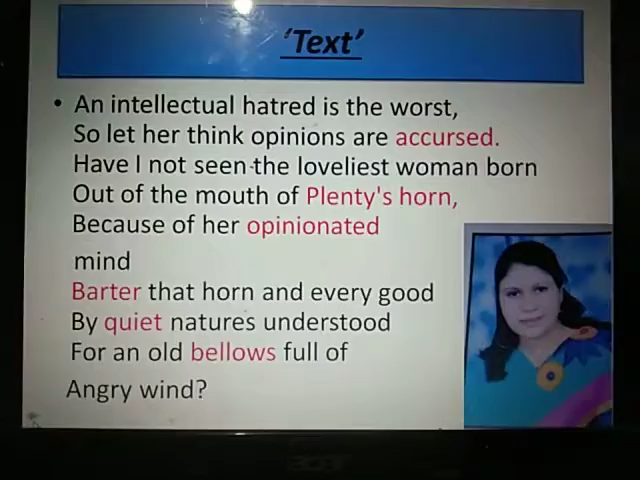 ‘Text’
• An intellectual hatred is the worst,
So let her think opinions are accursed.
Have I not seen the loveliest woman born
Out of the mouth of Plenty's horn,
Because of her opinionated
mind
Barter that horn and every good
By quiet natures understood
For an old bellows full of
Angry wind?
acer